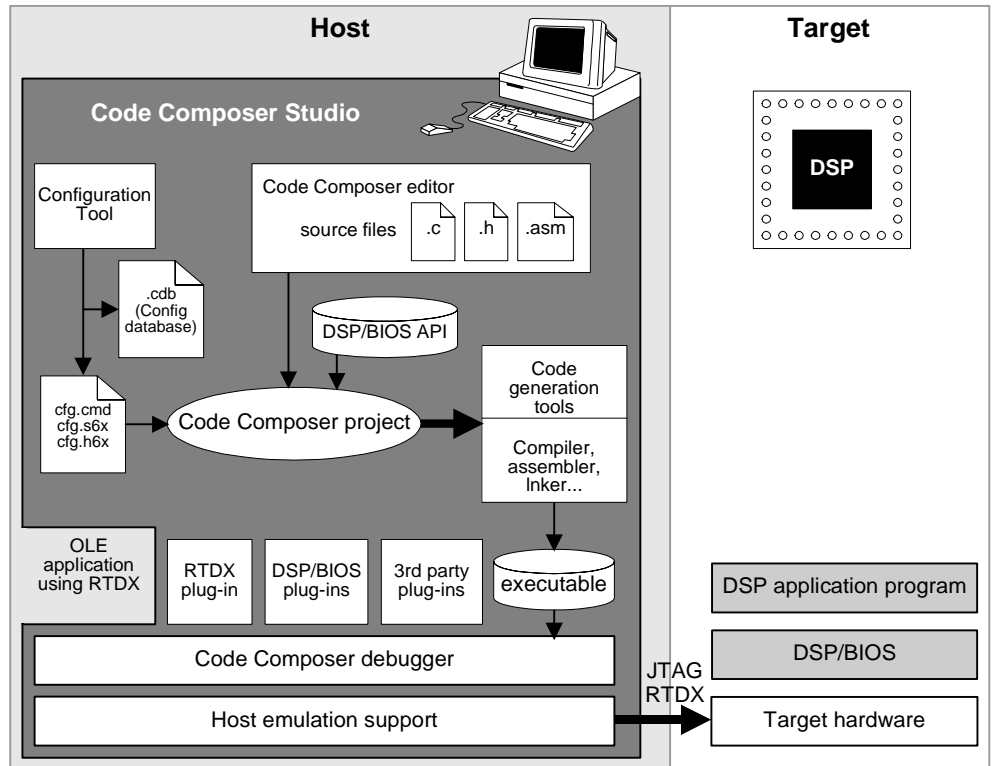 Host
Target
Code Composer Studio
DSP
Configuration
Tool
Code Composer editor
source files
.c
.h
.asm
.cdb
(Config
database)
DSP/BIOS API
Code
generation
tools
cfg.cmd
cfg.s6x
cfg.h6x
Code Composer project
Compiler,
assembler,
lnker...
OLE
application
using RTDX
RTDX
plug-in
DSP/BIOS
plug-ins
3rd party
plug-ins
executable
DSP application program
Code Composer debugger
DSP/BIOS
JTAG
RTDX
Host emulation support
Target hardware